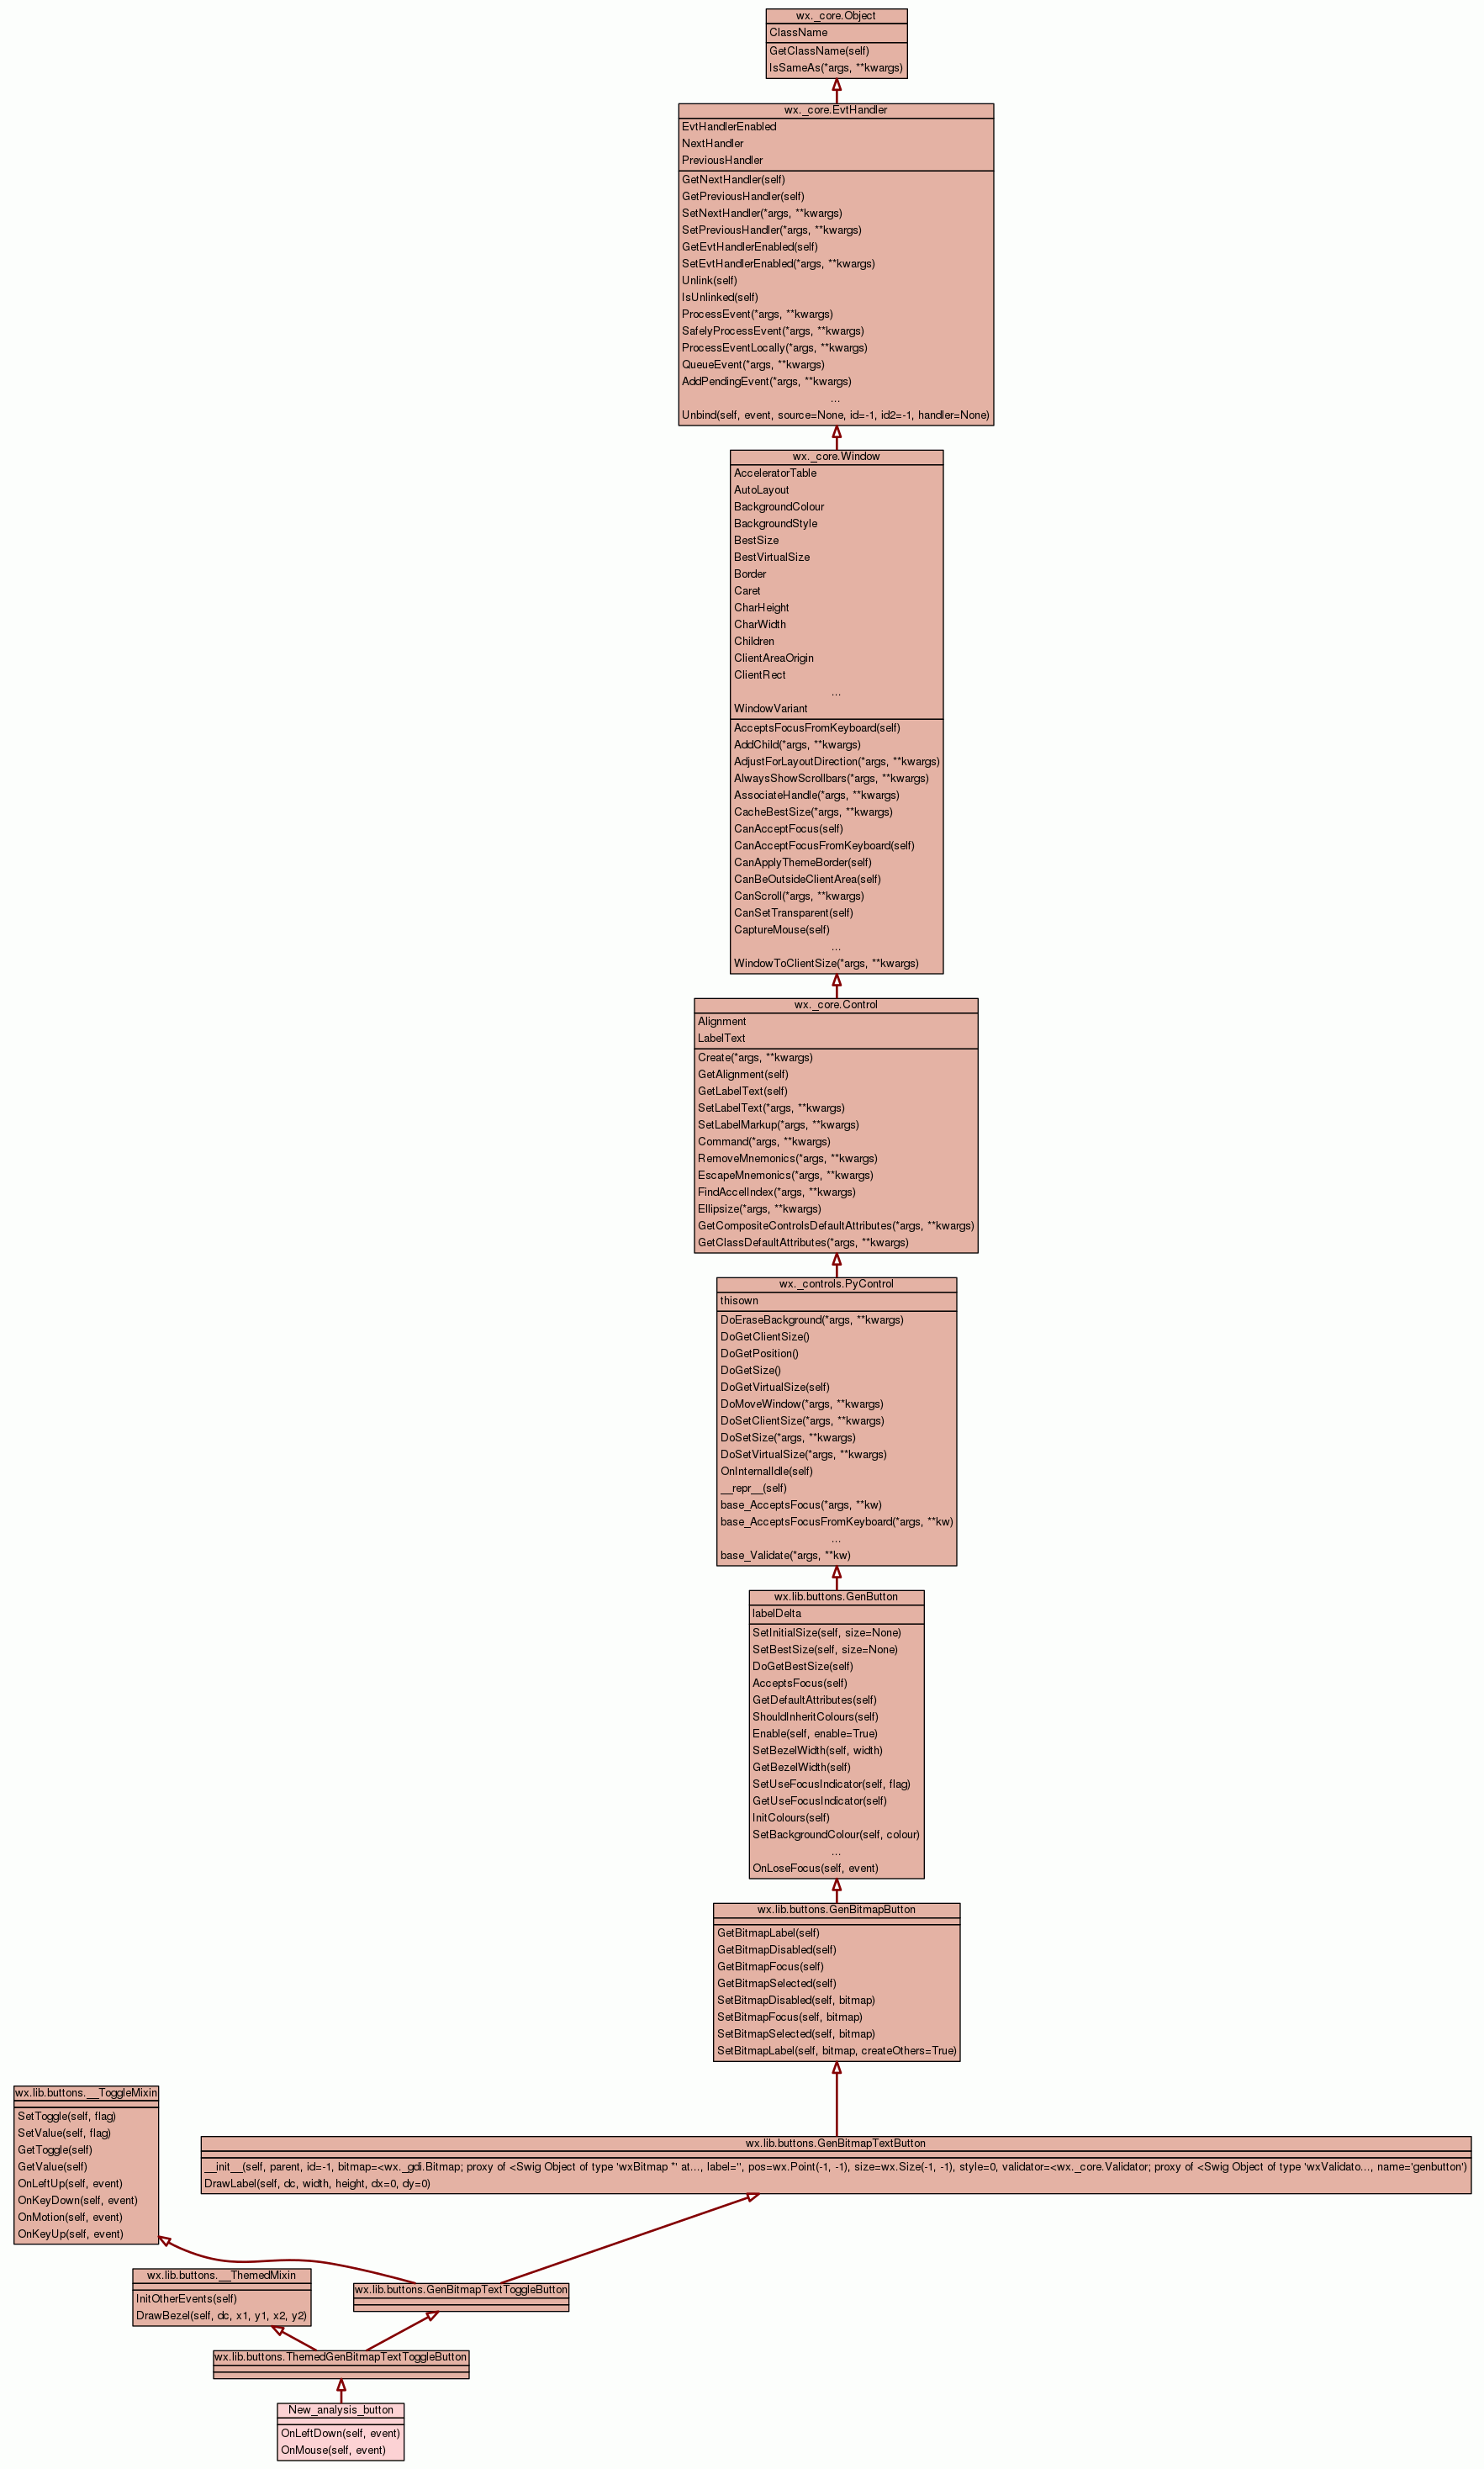 wx._core.Object
ClassName
GetClassName(self)
IsSameAs(*args, **kwargs)
wx._core.EvtHandler
EvtHandlerEnabled
NextHandler
PreviousHandler
GetNextHandler(self)
GetPreviousHandler(self)
SetNextHandler(*args, **kwargs)
SetPreviousHandler(*args, **kwargs)
GetEvtHandlerEnabled(self)
SetEvtHandlerEnabled(*args, **kwargs)
Unlink(self)
IsUnlinked(self)
ProcessEvent(*args, **kwargs)
SafelyProcessEvent(*args, **kwargs)
ProcessEventLocally(*args, **kwargs)
QueueEvent(*args, **kwargs)
AddPendingEvent(*args, **kwargs)
...
Unbind(self, event, source=None, id=-1, id2=-1, handler=None)
wx._core.Window
AcceleratorTable
AutoLayout
BackgroundColour
BackgroundStyle
BestSize
BestVirtualSize
Border
Caret
CharHeight
CharWidth
Children
ClientAreaOrigin
ClientRect
...
WindowVariant
AcceptsFocusFromKeyboard(self)
AddChild(*args, **kwargs)
AdjustForLayoutDirection(*args, **kwargs)
AlwaysShowScrollbars(*args, **kwargs)
AssociateHandle(*args, **kwargs)
CacheBestSize(*args, **kwargs)
CanAcceptFocus(self)
CanAcceptFocusFromKeyboard(self)
CanApplyThemeBorder(self)
CanBeOutsideClientArea(self)
CanScroll(*args, **kwargs)
CanSetTransparent(self)
CaptureMouse(self)
...
WindowToClientSize(*args, **kwargs)
wx._core.Control
Alignment
LabelText
Create(*args, **kwargs)
GetAlignment(self)
GetLabelText(self)
SetLabelText(*args, **kwargs)
SetLabelMarkup(*args, **kwargs)
Command(*args, **kwargs)
RemoveMnemonics(*args, **kwargs)
EscapeMnemonics(*args, **kwargs)
FindAccelIndex(*args, **kwargs)
Ellipsize(*args, **kwargs)
GetCompositeControlsDefaultAttributes(*args, **kwargs)
GetClassDefaultAttributes(*args, **kwargs)
wx._controls.PyControl
thisown
DoEraseBackground(*args, **kwargs)
DoGetClientSize()
DoGetPosition()
DoGetSize()
DoGetVirtualSize(self)
DoMoveWindow(*args, **kwargs)
DoSetClientSize(*args, **kwargs)
DoSetSize(*args, **kwargs)
DoSetVirtualSize(*args, **kwargs)
OnInternalIdle(self)
__repr__(self)
base_AcceptsFocus(*args, **kw)
base_AcceptsFocusFromKeyboard(*args, **kw)
...
base_Validate(*args, **kw)
wx.lib.buttons.GenButton
labelDelta
SetInitialSize(self, size=None)
SetBestSize(self, size=None)
DoGetBestSize(self)
AcceptsFocus(self)
GetDefaultAttributes(self)
ShouldInheritColours(self)
Enable(self, enable=True)
SetBezelWidth(self, width)
GetBezelWidth(self)
SetUseFocusIndicator(self, flag)
GetUseFocusIndicator(self)
InitColours(self)
SetBackgroundColour(self, colour)
...
OnLoseFocus(self, event)
wx.lib.buttons.GenBitmapButton
GetBitmapLabel(self)
GetBitmapDisabled(self)
GetBitmapFocus(self)
GetBitmapSelected(self)
SetBitmapDisabled(self, bitmap)
SetBitmapFocus(self, bitmap)
SetBitmapSelected(self, bitmap)
SetBitmapLabel(self, bitmap, createOthers=True)
wx.lib.buttons.__ToggleMixin
SetToggle(self, flag)
SetValue(self, flag)
GetToggle(self)
GetValue(self)
OnLeftUp(self, event)
OnKeyDown(self, event)
OnMotion(self, event)
OnKeyUp(self, event)
wx.lib.buttons.GenBitmapTextButton
__init__(self, parent, id=-1, bitmap=<wx._gdi.Bitmap; proxy of <Swig Object of type 'wxBitmap *' at..., label='', pos=wx.Point(-1, -1), size=wx.Size(-1, -1), style=0, validator=<wx._core.Validator; proxy of <Swig Object of type 'wxValidato..., name='genbutton')
DrawLabel(self, dc, width, height, dx=0, dy=0)
wx.lib.buttons.__ThemedMixin
InitOtherEvents(self)
DrawBezel(self, dc, x1, y1, x2, y2)
wx.lib.buttons.GenBitmapTextToggleButton
wx.lib.buttons.ThemedGenBitmapTextToggleButton
New_analysis_button
OnLeftDown(self, event)
OnMouse(self, event)